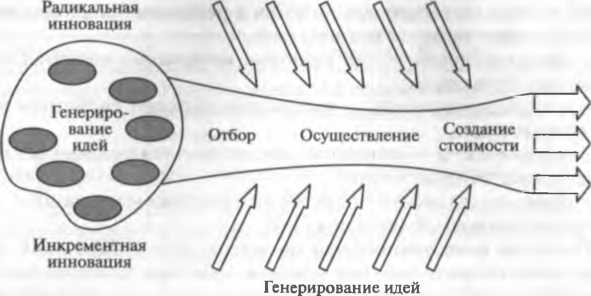 Радикальная
инновация
Генериро-
вание
идей
Отбор
Осуществление
Создание
стоимости
Инкрементная
инновация
Генерирование идей